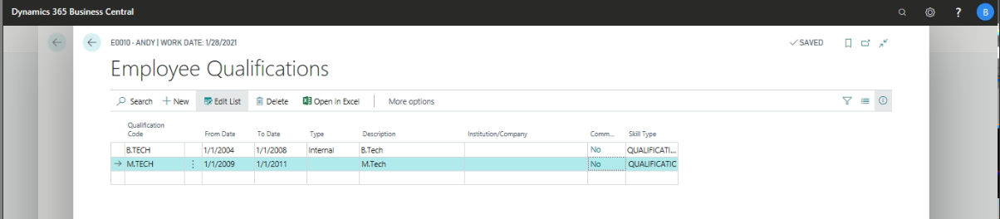 Dynamics 365 Business Central
?
B
E0010 - ANDY | WORK DATE: 1/28/2021
SAVED
Employee Qualifications
Search New Edit List Delete Open in Excel More options
Qualification Code From Date To Date Type Description Institution/Company Comm... Skill Type
B.TECH 1/1/2004 1/1/2008 Internal B.Tech No QUALIFICATI...
M.TECH 1/1/2009 1/1/2011 M.Tech No QUALIFICATIC